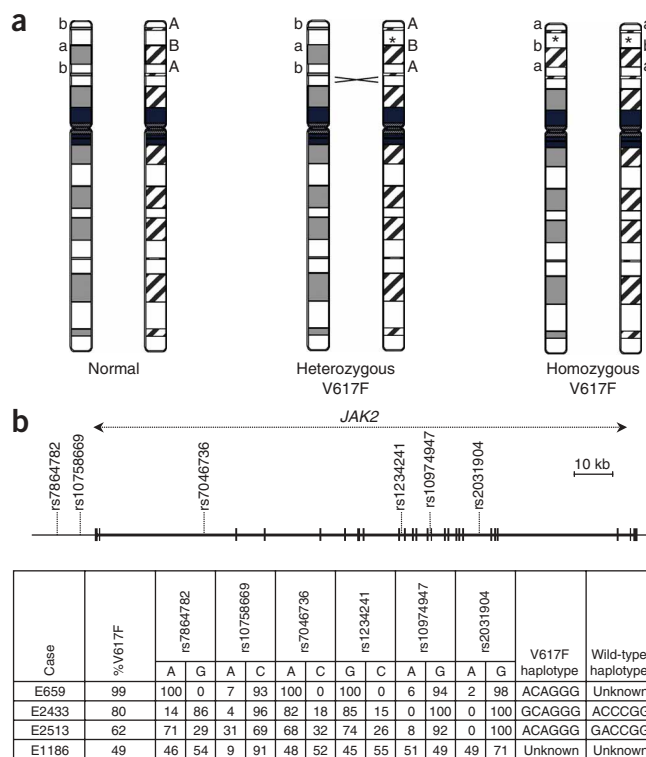 a
b A
a * B
b A
b A
a * B
b A
a a
* *
b b
a a
Normal
Heterozygous
V617F
Homozygous
V617F
b
JAK2
rs7864782
rs10758669
rs7046736
rs1234241
rs10974947
rs2031904
10 kb
Case %V617F rs7864782 rs10758669 rs7046736 rs1234241 rs10974947 rs2031904 V617F haplotype Wild-type haplotype
A G A C A C G C A G A G
E659 99 100 0 7 93 100 0 100 0 6 94 2 98 ACAGGG Unknown
E2433 80 14 86 4 96 82 18 85 15 0 100 0 100 GCAGGG ACCCGG
E2513 62 71 29 31 69 68 32 74 26 8 92 0 100 ACAGGG GACCGG
E1186 49 46 54 9 91 48 52 45 55 51 49 49 71 Unknown Unknown